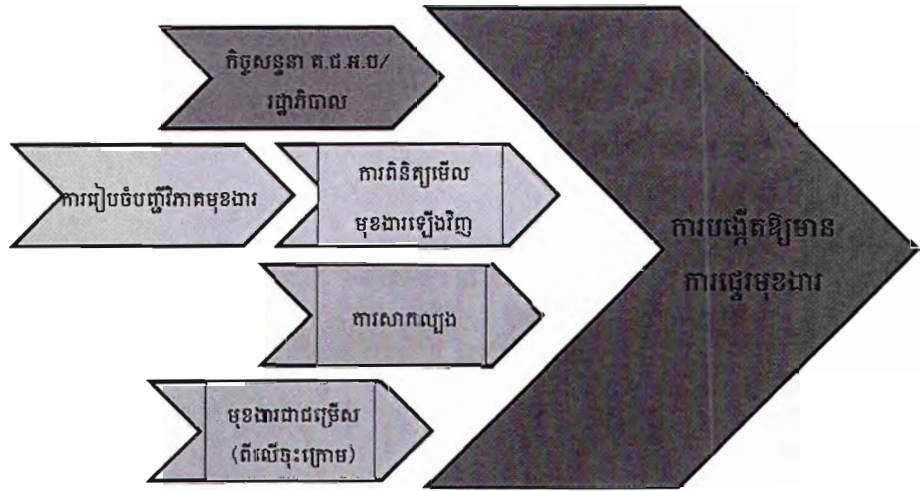 កិច្ចសន្ទនា គ.ជ.អ.ប/
រដ្ឋាភិបាល
ការរៀបចំបញ្ជីវិភាគមុខងារ
ការពិនិត្យមើល
មុខងារឡើងវិញ
ការសាកល្បង
មុខងារជាជម្រើស
(ពីលើចុះក្រោម)
ការបង្កើតឱ្យមាន
ការផ្ទេរមុខងារ